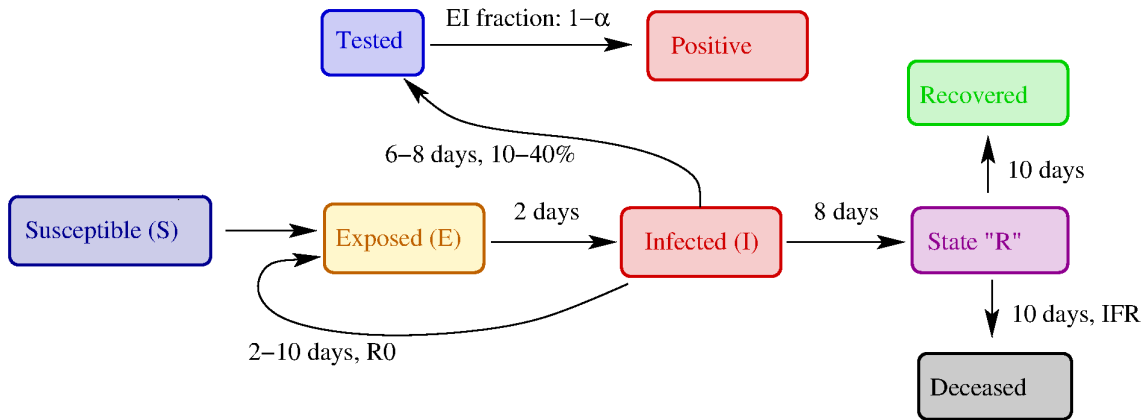 Tested
EI fraction: 1−α
Positive
Recovered
6−8 days, 10−40%
10 days
Susceptible (S)
Exposed (E)
2 days
Infected (I)
8 days
State "R"
10 days, IFR
2−10 days, R0
Deceased